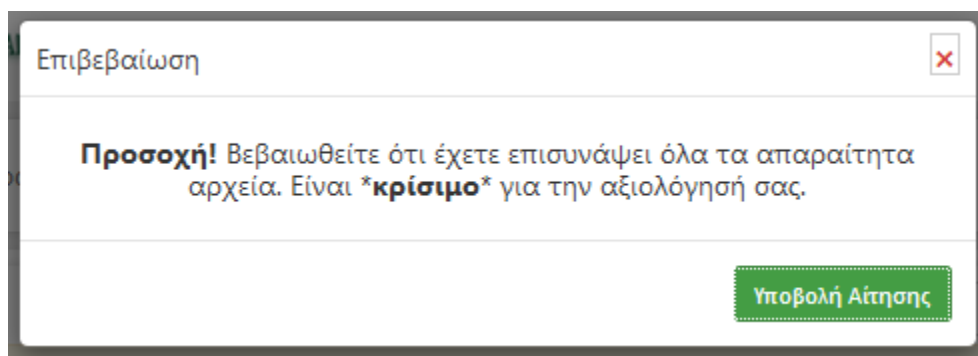 Επιβεβαίωση
Προσοχή! Βεβαιωθείτε ότι έχετε επισυνάψει όλα τα απαραίτητα
αρχεία. Είναι *κρίσιμο* για την αξιολόγησή σας.
Υποβολή Αίτησης